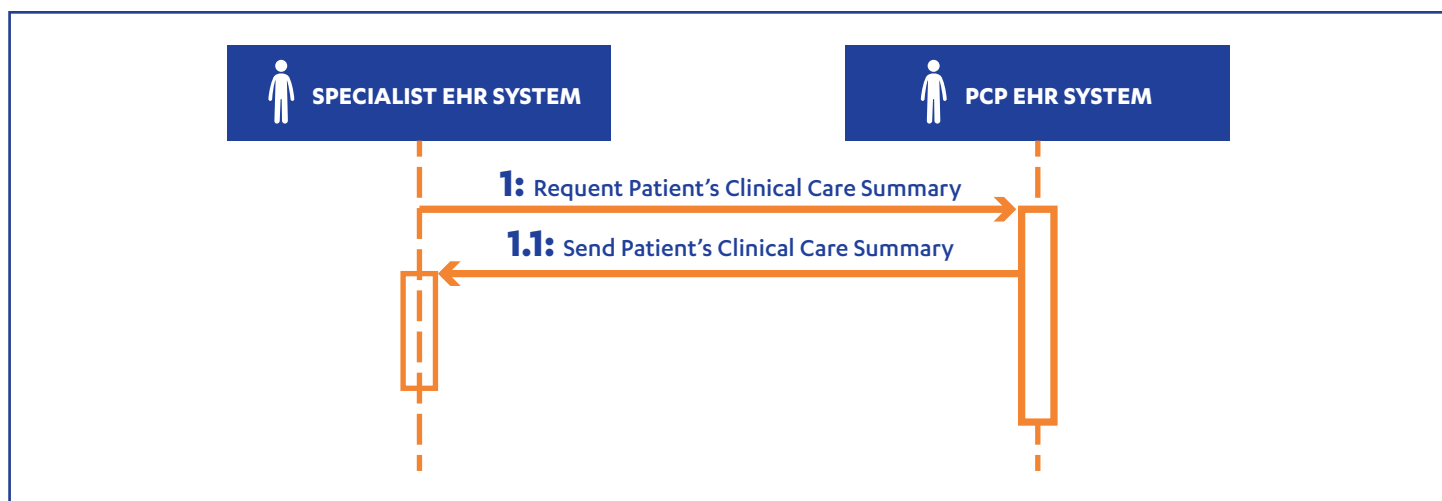 SPECIALIST EHR SYSTEM
PCP EHR SYSTEM
1: Requent Patient’s Clinical Care Summary
1.1: Send Patient’s Clinical Care Summary